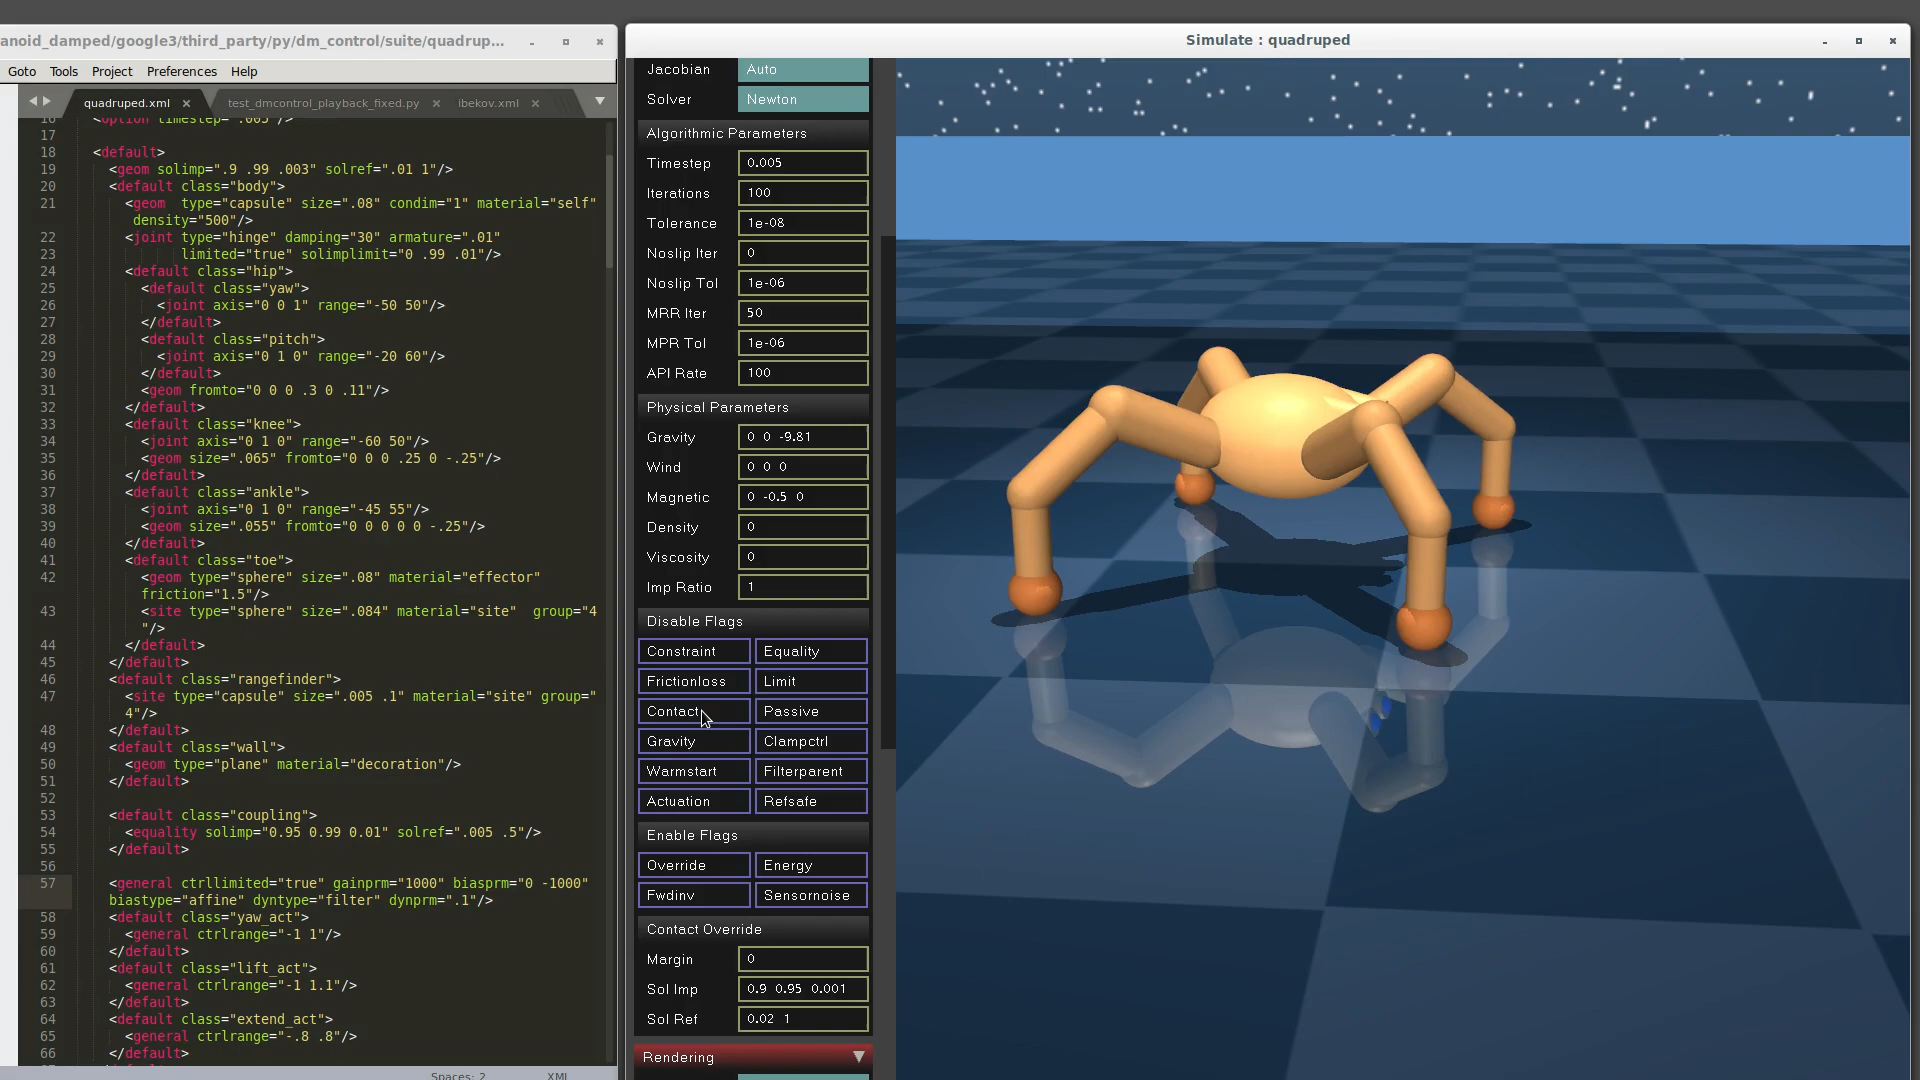 anoid_damped/google3/third_party/py/dm_control/suite/quadrup...
Goto Tools Project Preferences Help
quadruped.xml test_dmcontrol_playback_fixed.py ibekov.xml
16 <option timestep=".005"/>
17
18 <default>
19 <geom solimp=".9 .99 .003" solref=".01 1"/>
20 <default class="body">
21 <geom  type="capsule" size=".08" condim="1" material="self"
density="500"/>
22 <joint type="hinge" damping="30" armature=".01"
23 limited="true" solimplimit="0 .99 .01"/>
24 <default class="hip">
25 <default class="yaw">
26 <joint axis="0 0 1" range="-50 50"/>
27 </default>
28 <default class="pitch">
29 <joint axis="0 1 0" range="-20 60"/>
30 </default>
31 <geom fromto="0 0 0 .3 0 .11"/>
32 </default>
33 <default class="knee">
34 <joint axis="0 1 0" range="-60 50"/>
35 <geom size=".065" fromto="0 0 0 .25 0 -.25"/>
36 </default>
37 <default class="ankle">
38 <joint axis="0 1 0" range="-45 55"/>
39 <geom size=".055" fromto="0 0 0 0 0 -.25"/>
40 </default>
41 <default class="toe">
42 <geom type="sphere" size=".08" material="effector"
friction="1.5"/>
43 <site type="sphere" size=".084" material="site"  group="4
"/>
44 </default>
45 </default>
46 <default class="rangefinder">
47 <site type="capsule" size=".005 .1" material="site" group="
4"/>
48 </default>
49 <default class="wall">
50 <geom type="plane" material="decoration"/>
51 </default>
52
53 <default class="coupling">
54 <equality solimp="0.95 0.99 0.01" solref=".005 .5"/>
55 </default>
56
57 <general ctrllimited="true" gainprm="1000" biasprm="0 -1000"
biastype="affine" dyntype="filter" dynprm=".1"/>
58 <default class="yaw_act">
59 <general ctrlrange="-1 1"/>
60 </default>
61 <default class="lift_act">
62 <general ctrlrange="-1 1.1"/>
63 </default>
64 <default class="extend_act">
65 <general ctrlrange="-.8 .8"/>
66 </default>
Spaces: 2 XML
Simulate : quadruped
Jacobian Auto
Solver Newton
Algorithmic Parameters
Timestep 0.005
Iterations 100
Tolerance 1e-08
Noslip Iter 0
Noslip Tol 1e-06
MRR Iter 50
MPR Tol 1e-06
API Rate 100
Physical Parameters
Gravity 0 0 -9.81
Wind 0 0 0
Magnetic 0 -0.5 0
Density 0
Viscosity 0
Imp Ratio 1
Disable Flags
Constraint Equality
Frictionloss Limit
Contact Passive
Gravity Clampctrl
Warmstart Filterparent
Actuation Refsafe
Enable Flags
Override Energy
Fwdinv Sensornoise
Contact Override
Margin 0
Sol Imp 0.9 0.95 0.001
Sol Ref 0.02 1
Rendering